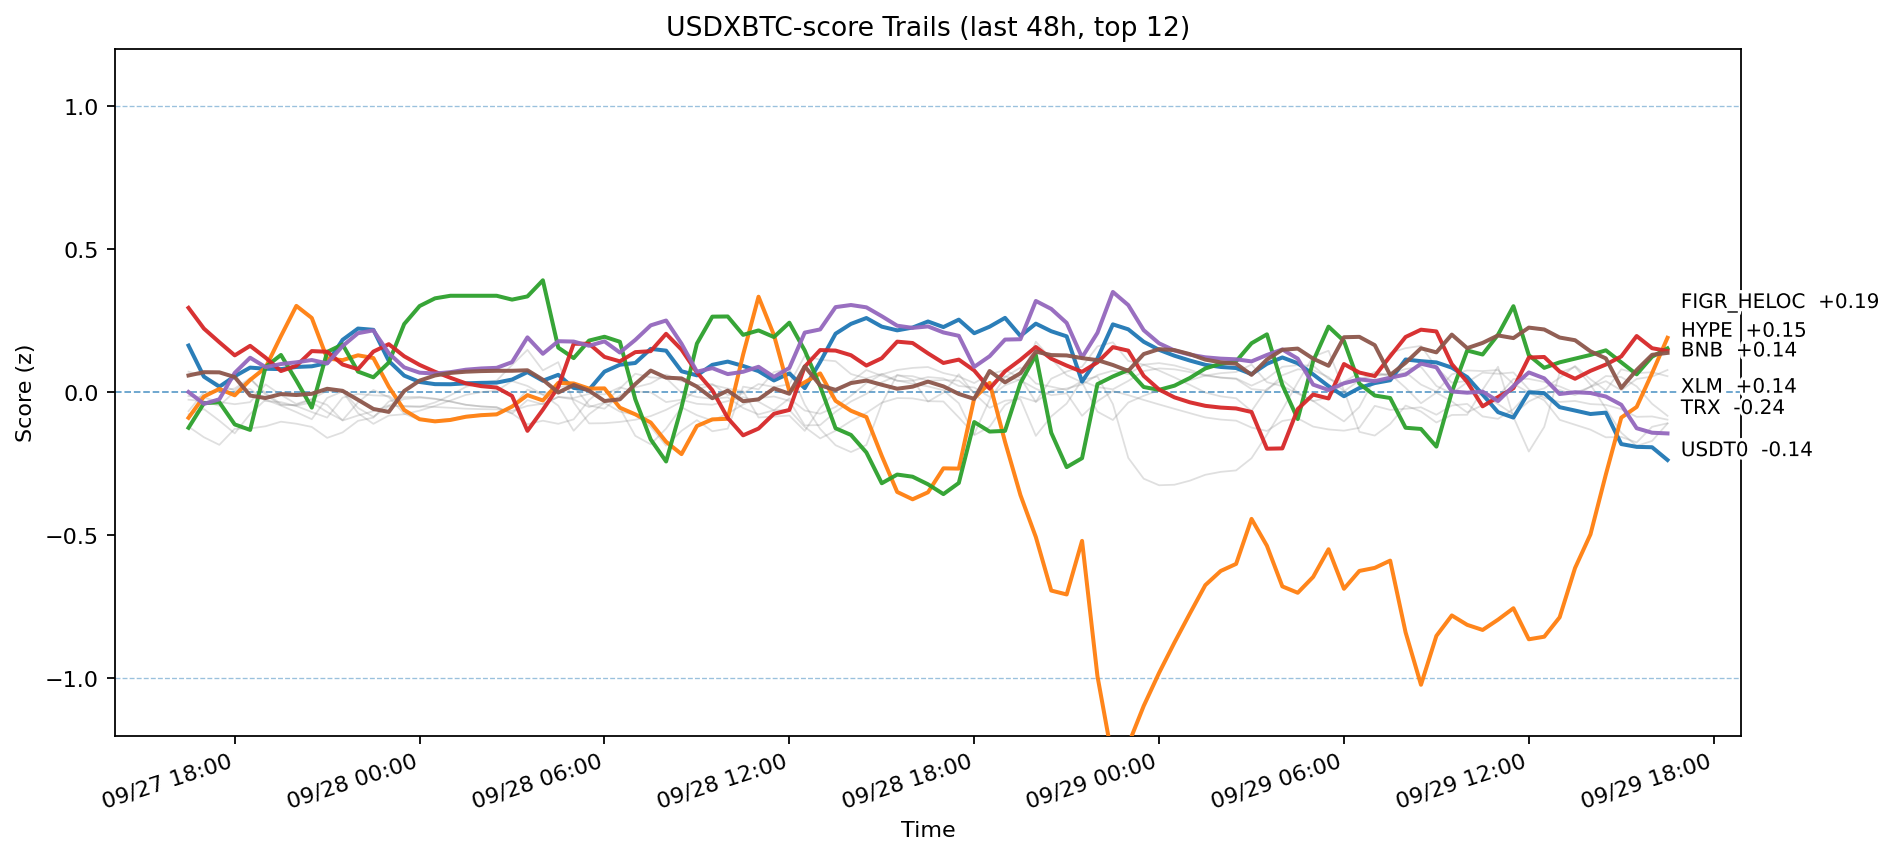 USDXBTC-score Trails (last 48h, top 12)
Score (z)
1.0
0.5
0.0
−0.5
−1.0
FIGR_HELOC +0.19
HYPE +0.15
BNB +0.14
XLM +0.14
TRX -0.24
USDT0 -0.14
09/27 18:00
09/28 00:00
09/28 06:00
09/28 12:00
09/28 18:00
09/29 00:00
09/29 06:00
09/29 12:00
09/29 18:00
Time